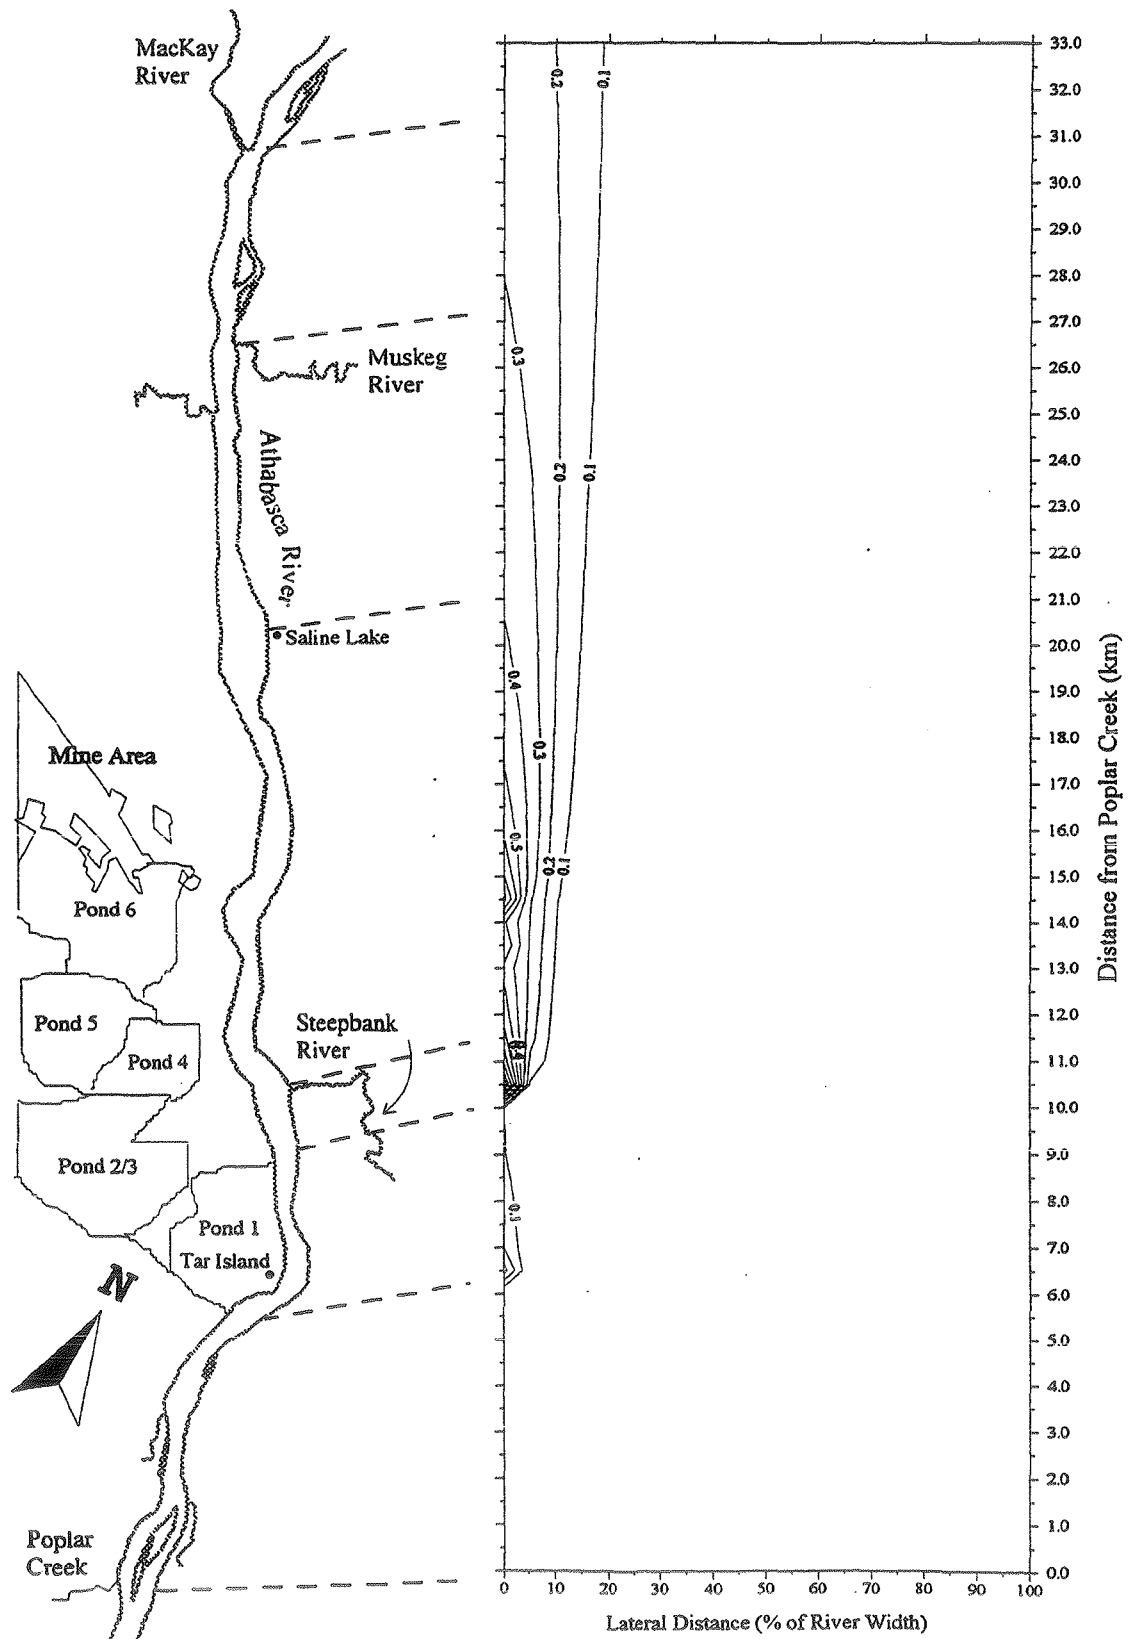 MacKay
River
Muskeg
River
Athabasca River
Saline Lake
Mine Area
Pond 6
Pond 5
Pond 4
Steepbank
River
Pond 2/3
Pond 1
Tar Island
N
Poplar
Creek
0.2
0.1
0.3
0.2
0.1
0.4
0.3
0.5
0.2
0.1
0.1
33.0
32.0
31.0
30.0
29.0
28.0
27.0
26.0
25.0
24.0
23.0
22.0
21.0
20.0
19.0
18.0
17.0
16.0
15.0
14.0
13.0
12.0
11.0
10.0
9.0
8.0
7.0
6.0
5.0
4.0
3.0
2.0
1.0
0.0
Distance from Poplar Creek (km)
0 10 20 30 40 50 60 70 80 90 100
Lateral Distance (% of River Width)